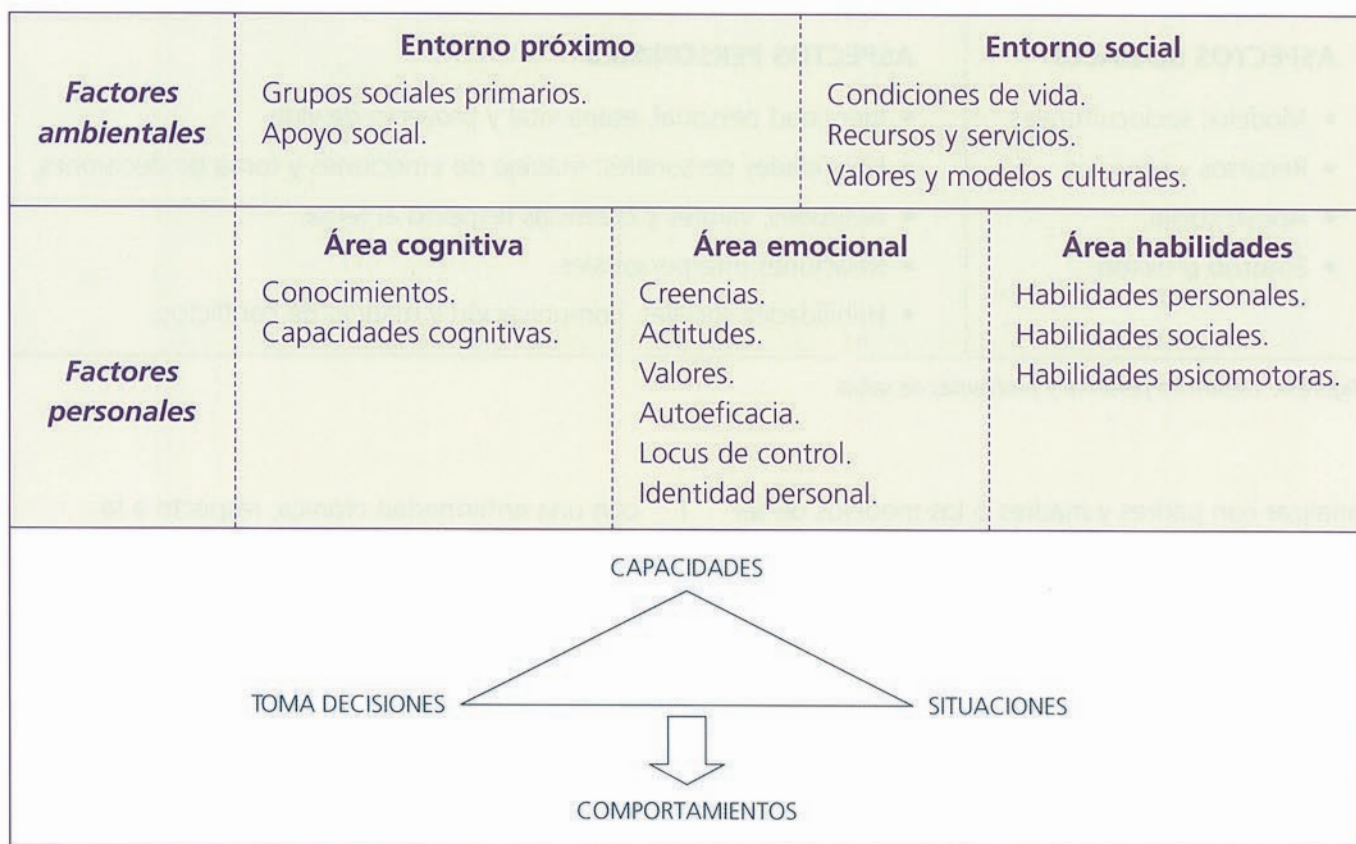 Entorno próximo
Entorno social
Factores
ambientales
Grupos sociales primarios.
Apoyo social.
Condiciones de vida.
Recursos y servicios.
Valores y modelos culturales.
Área cognitiva
Área emocional
Área habilidades
Factores
personales
Conocimientos.
Capacidades cognitivas.
Creencias.
Actitudes.
Valores.
Autoeficacia.
Locus de control.
Identidad personal.
Habilidades personales.
Habilidades sociales.
Habilidades psicomotoras.
CAPACIDADES
TOMA DECISIONES
SITUACIONES
COMPORTAMIENTOS